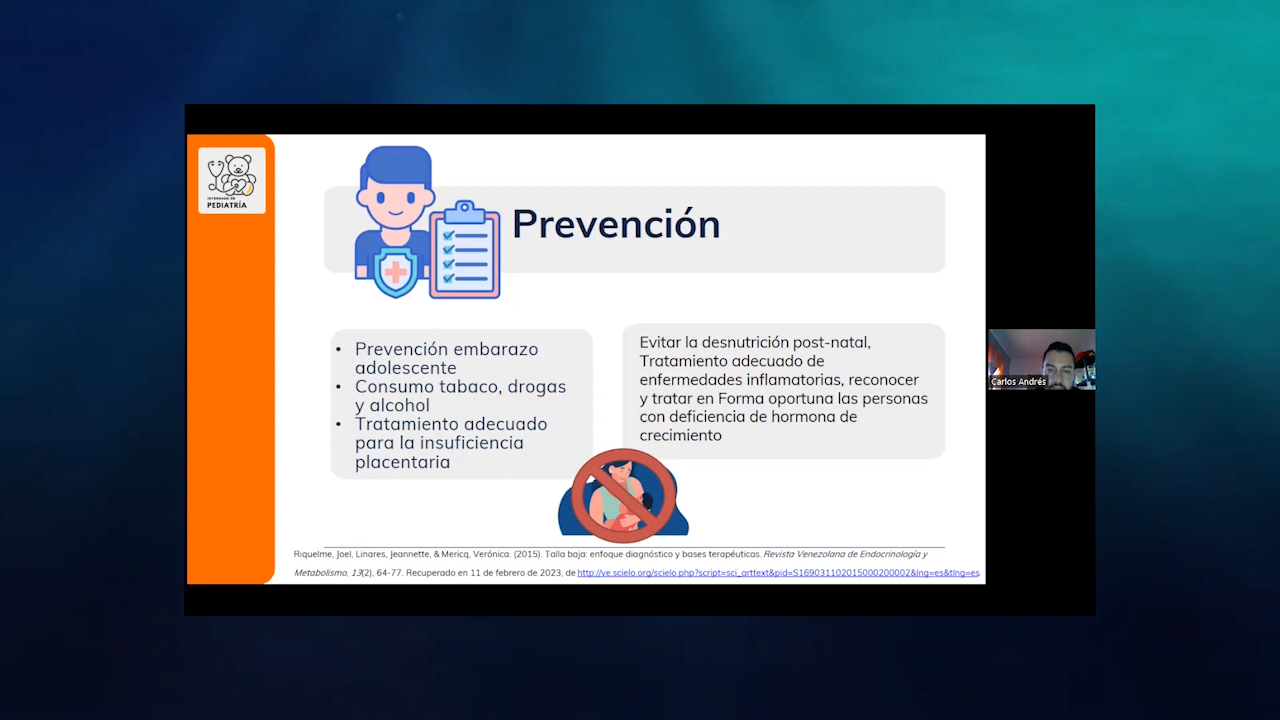 INTERNADO DE
PEDIATRÍA
Prevención
• Prevención embarazo
adolescente
• Consumo tabaco, drogas
y alcohol
• Tratamiento adecuado
para la insuficiencia
placentaria
Evitar la desnutrición post-natal,
Tratamiento adecuado de
enfermedades inflamatorias, reconocer
y tratar en Forma oportuna las personas
con deficiencia de hormona de
crecimiento
Carlos Andrés
Riquelme, Joel, Linares, Jeannette, & Mericq, Verónica. (2015). Talla baja: enfoque diagnóstico y bases terapéuticas. Revista Venezolana de Endocrinología y
Metabolismo, 13(2), 64-77. Recuperado en 11 de febrero de 2023, de http://ve.scielo.org/scielo.php?script=sci_arttext&pid=S169031102015000200002&lng=es&tlng=es